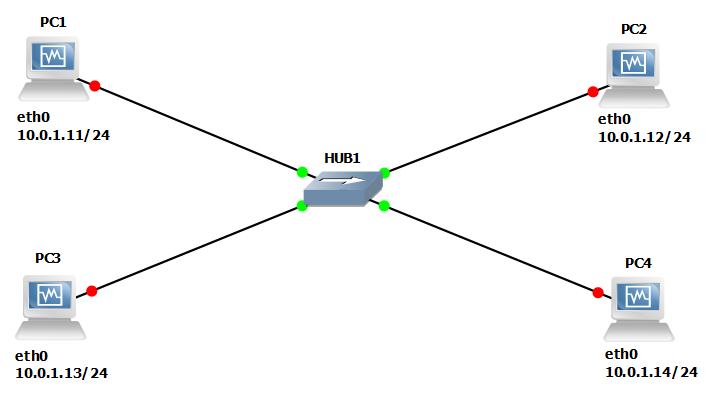 PC1
PC2
eth0
10.0.1.11/24
eth0
10.0.1.12/24
HUB1
PC3
PC4
eth0
10.0.1.13/24
eth0
10.0.1.14/24